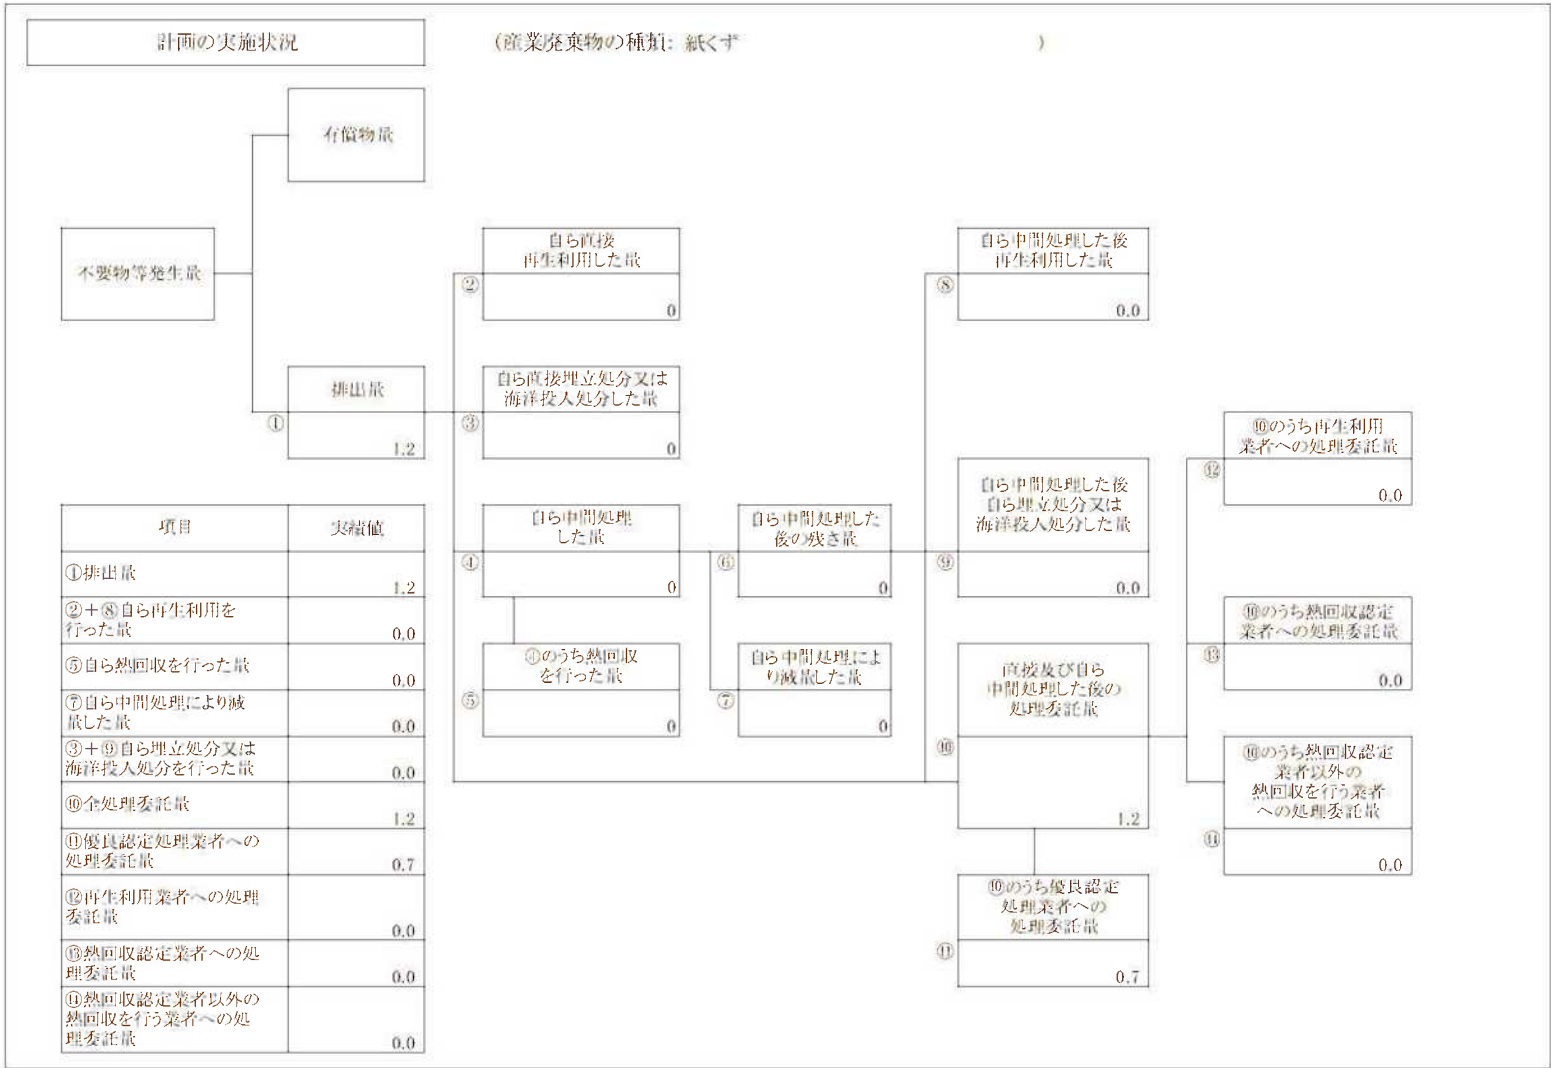 計画の実施状況
(産業廃棄物の種類: 紙くず )
有償物量
不要物等発生量
排出量
①
1.2
自ら直接
再生利用した量
②
0
自ら直接埋立処分又は
海洋投入処分した量
③
0
自ら中間処理
した量
④
0
④のうち熱回収
を行った量
⑤
0
自ら中間処理した
後の残さ量
⑥
0
自ら中間処理によ
り減量した量
⑦
0
自ら中間処理した後
再生利用した量
⑧
0.0
自ら中間処理した後
自ら埋立処分又は
海洋投入処分した量
⑨
0.0
直接及び自ら
中間処理した後の
処理委託量
⑩
1.2
⑩のうち優良認定
処理業者への
処理委託量
⑪
0.7
⑩のうち再生利用
業者への処理委託量
⑫
0.0
⑩のうち熱回収認定
業者への処理委託量
⑬
0.0
⑩のうち熱回収認定
業者以外の
熱回収を行う業者
への処理委託量
⑭
0.0
項目 実績値
①排出量
1.2
②+⑧自ら再生利用を
行った量
0.0
⑤自ら熱回収を行った量
0.0
⑦自ら中間処理により減
量した量
0.0
③+⑨自ら埋立処分又は
海洋投入処分を行った量
0.0
⑩全処理委託量
1.2
⑪優良認定処理業者への
処理委託量
0.7
⑫再生利用業者への処理
委託量
0.0
⑬熱回収認定業者への処
理委託量
0.0
⑭熱回収認定業者以外の
熱回収を行う業者への処
理委託量
0.0